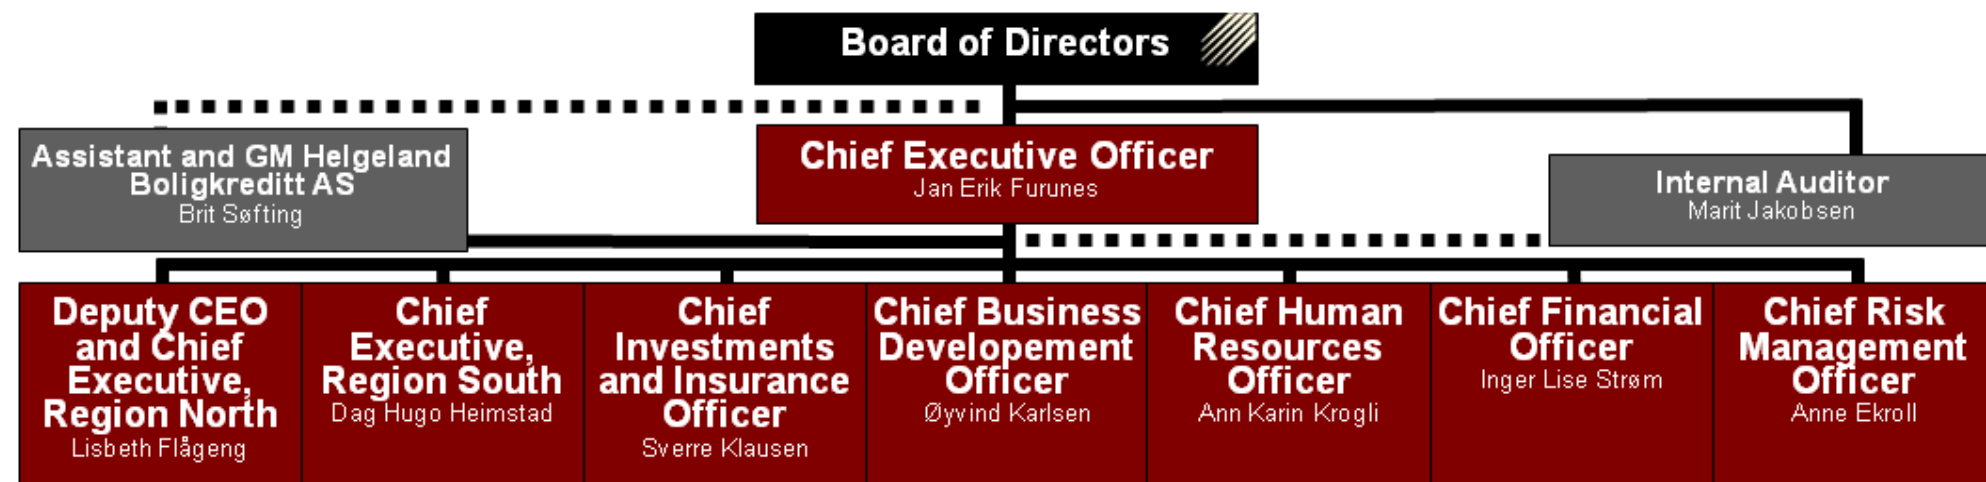 Board of Directors
Assistant and GM Helgeland
Boligkreditt AS
Brit Søfting
Chief Executive Officer
Jan Erik Furunes
Internal Auditor
Marit Jakobsen
Deputy CEO
and Chief
Executive,
Region North
Lisbeth Flågeng
Chief
Executive,
Region South
Dag Hugo Heimstad
Chief
Investments
and Insurance
Officer
Sverre Klausen
Chief Business
Developement
Officer
Øyvind Karlsen
Chief Human
Resources
Officer
Ann Karin Krogli
Chief Financial
Officer
Inger Lise Strøm
Chief Risk
Management
Officer
Anne Ekroll